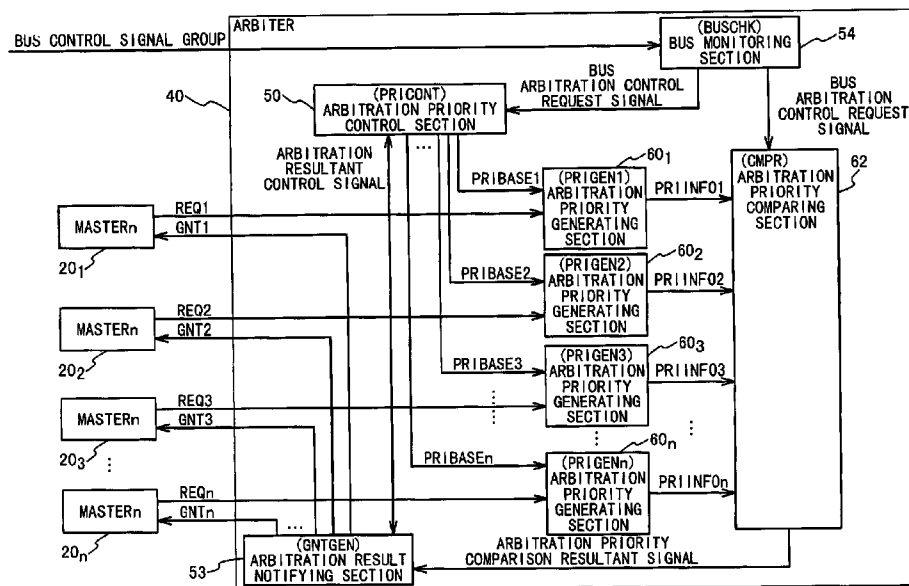 BUS CONTROL SIGNAL GROUP
ARBITER
(BUSCHK)
BUS MONITORING
SECTION
54
40
50
(PRICONT)
ARBITRATION PRIORITY
CONTROL SECTION
BUS
ARBITRATION CONTROL
REQUEST SIGNAL
BUS
ARBITRATION
CONTROL REQUEST
SIGNAL
ARBITRATION
RESULTANT
CONTROL SIGNAL
...
PRIBASE1
60₁
(PRIGEN1)
ARBITRATION
PRIORITY
GENERATING
SECTION
PRIINFO1
(CMPR)
ARBITRATION
PRIORITY
COMPARING
SECTION
62
MASTERn
20₁
REQ1
GNT1
PRIBASE2
60₂
(PRIGEN2)
ARBITRATION
PRIORITY
GENERATING
SECTION
PRIINFO2
MASTERn
20₂
REQ2
GNT2
PRIBASE3
60₃
(PRIGEN3)
ARBITRATION
PRIORITY
GENERATING
SECTION
PRIINFO3
MASTERn
20₃
REQ3
GNT3
PRIBASEn
60ₙ
(PRIGENn)
ARBITRATION
PRIORITY
GENERATING
SECTION
PRIINFOn
MASTERn
20ₙ
REQn
GNTn
...
53
(GNTGEN)
ARBITRATION RESULT
NOTIFYING SECTION
ARBITRATION PRIORITY
COMPARISON RESULTANT SIGNAL